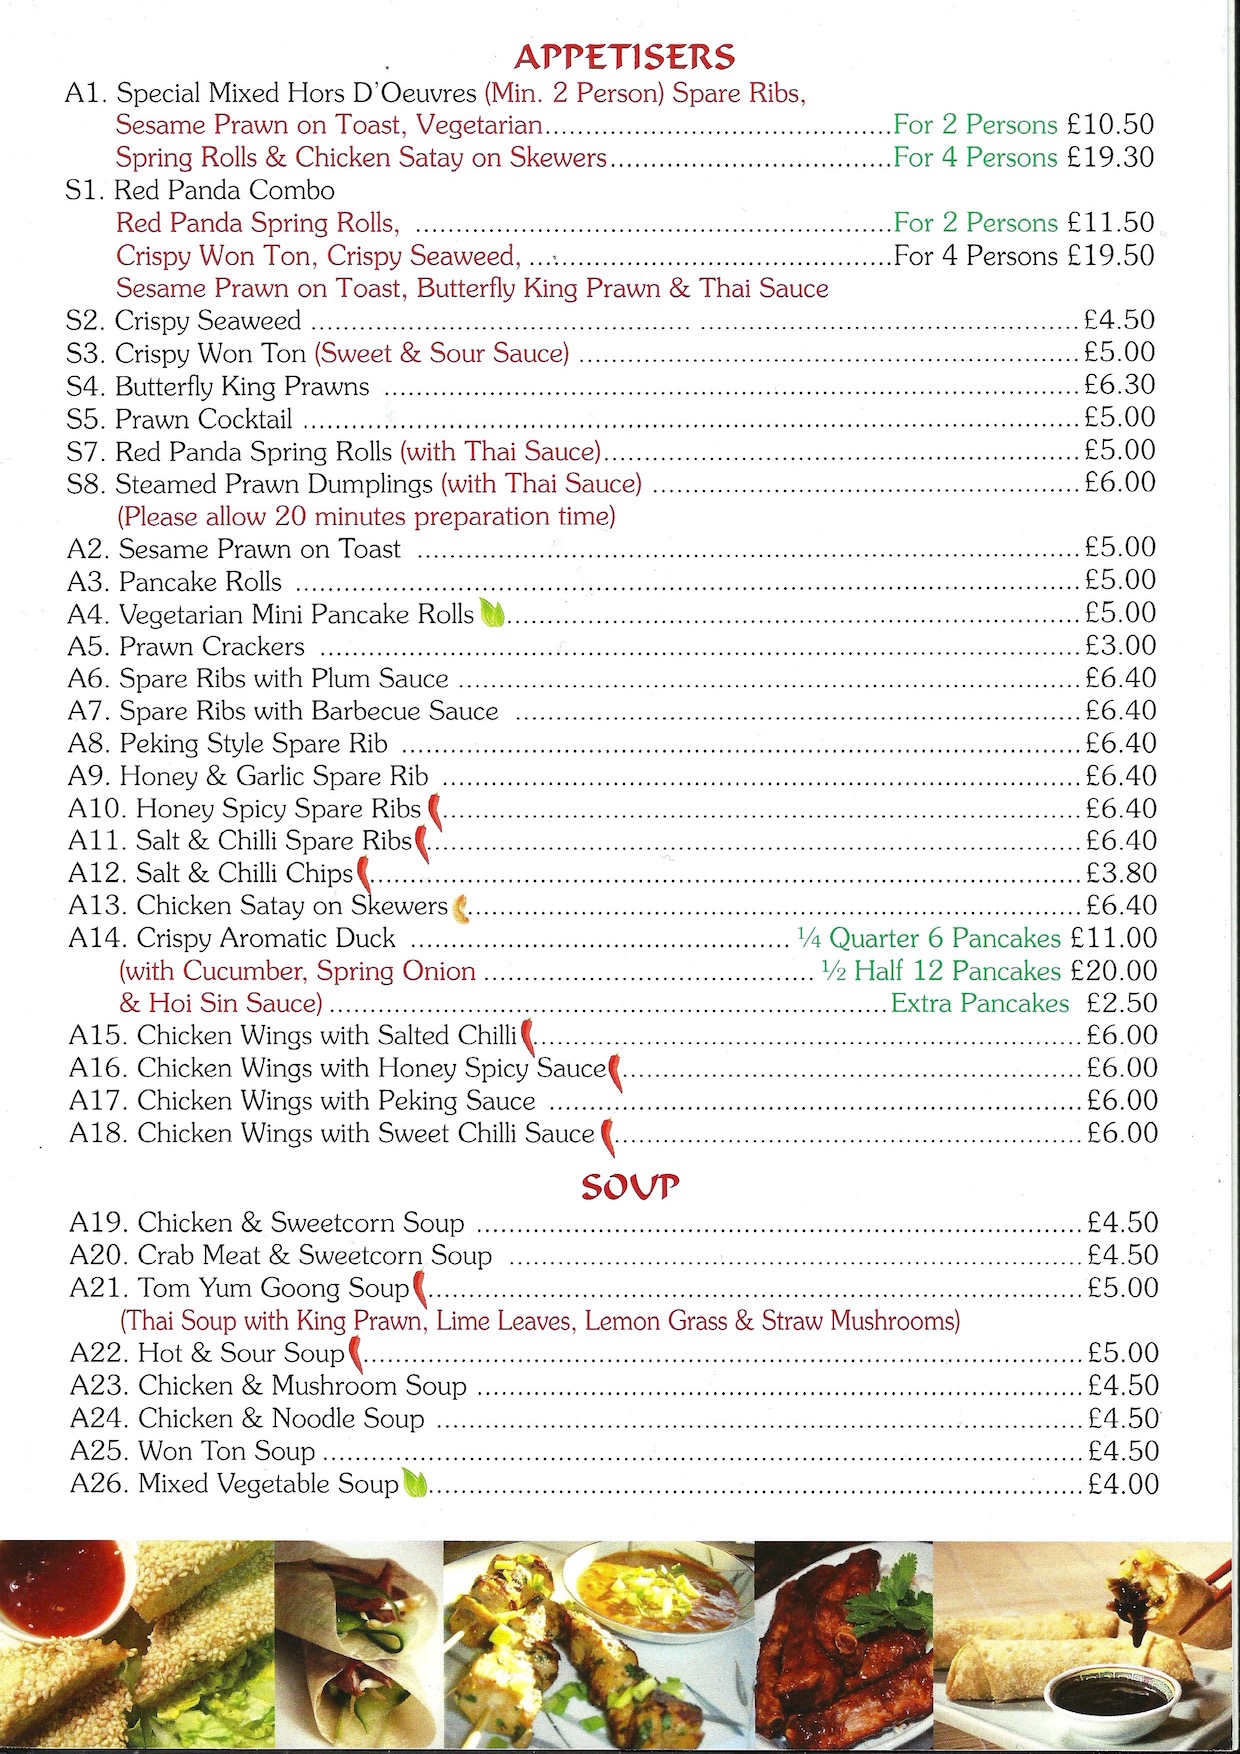 APPETISERS
A1. Special Mixed Hors D'Oeuvres (Min. 2 Person) Spare Ribs,
Sesame Prawn on Toast, Vegetarian..........For 2 Persons £10.50
Spring Rolls & Chicken Satay on Skewers..........For 4 Persons £19.30
S1. Red Panda Combo
Red Panda Spring Rolls, ..........For 2 Persons £11.50
Crispy Won Ton, Crispy Seaweed, ..........For 4 Persons £19.50
Sesame Prawn on Toast, Butterfly King Prawn & Thai Sauce
S2. Crispy Seaweed .......... £4.50
S3. Crispy Won Ton (Sweet & Sour Sauce) .......... £5.00
S4. Butterfly King Prawns .......... £6.30
S5. Prawn Cocktail .......... £5.00
S7. Red Panda Spring Rolls (with Thai Sauce).......... £5.00
S8. Steamed Prawn Dumplings (with Thai Sauce) .......... £6.00
(Please allow 20 minutes preparation time)
A2. Sesame Prawn on Toast .......... £5.00
A3. Pancake Rolls .......... £5.00
A4. Vegetarian Mini Pancake Rolls .......... £5.00
A5. Prawn Crackers .......... £3.00
A6. Spare Ribs with Plum Sauce .......... £6.40
A7. Spare Ribs with Barbecue Sauce .......... £6.40
A8. Peking Style Spare Rib .......... £6.40
A9. Honey & Garlic Spare Rib .......... £6.40
A10. Honey Spicy Spare Ribs .......... £6.40
A11. Salt & Chilli Spare Ribs .......... £6.40
A12. Salt & Chilli Chips .......... £3.80
A13. Chicken Satay on Skewers .......... £6.40
A14. Crispy Aromatic Duck .......... ¼ Quarter 6 Pancakes £11.00
(with Cucumber, Spring Onion .......... ½ Half 12 Pancakes £20.00
& Hoi Sin Sauce) .......... Extra Pancakes £2.50
A15. Chicken Wings with Salted Chilli .......... £6.00
A16. Chicken Wings with Honey Spicy Sauce .......... £6.00
A17. Chicken Wings with Peking Sauce .......... £6.00
A18. Chicken Wings with Sweet Chilli Sauce .......... £6.00
SOUP
A19. Chicken & Sweetcorn Soup .......... £4.50
A20. Crab Meat & Sweetcorn Soup .......... £4.50
A21. Tom Yum Goong Soup .......... £5.00
(Thai Soup with King Prawn, Lime Leaves, Lemon Grass & Straw Mushrooms)
A22. Hot & Sour Soup .......... £5.00
A23. Chicken & Mushroom Soup .......... £4.50
A24. Chicken & Noodle Soup .......... £4.50
A25. Won Ton Soup .......... £4.50
A26. Mixed Vegetable Soup .......... £4.00